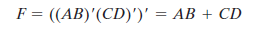 F = ((AB)′(CD)′)′ = AB + CD